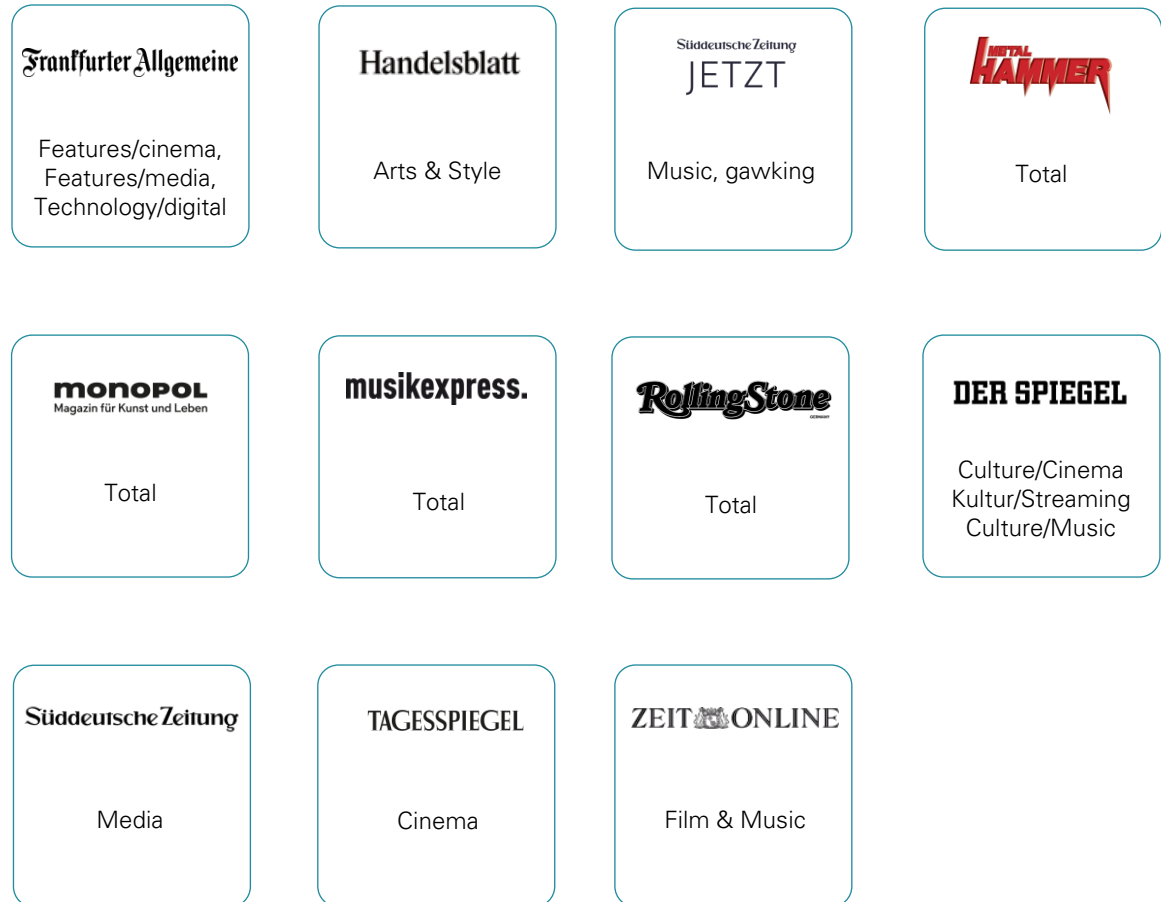 Frankfurter Allgemeine
Features/cinema,
Features/media,
Technology/digital
Handelsblatt
Arts & Style
Süddeutsche Zeitung
JETZT
Music, gawking
METAL
HAMMER
Total
monopol
Magazin für Kunst und Leben
Total
musikexpress.
Total
RollingStone
GERMANY
Total
DER SPIEGEL
Culture/Cinema
Kultur/Streaming
Culture/Music
Süddeutsche Zeitung
Media
TAGESSPIEGEL
Cinema
ZEIT ONLINE
Film & Music